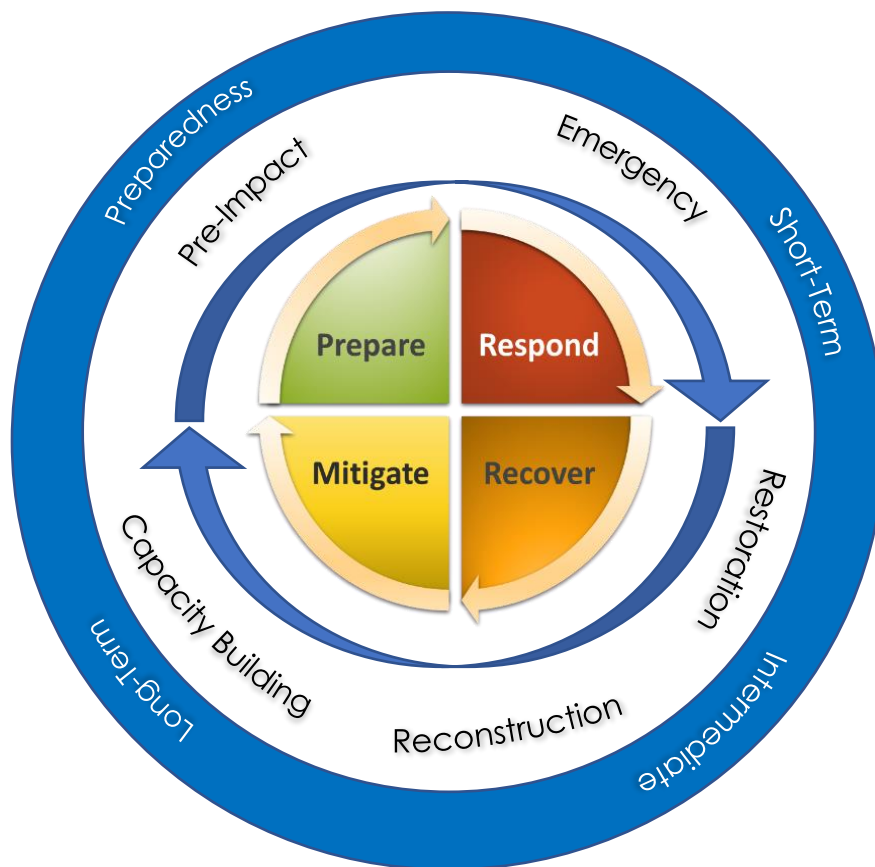 Preparedness
Short-Term
Intermediate
Long-Term
Pre-Impact
Emergency
Restoration
Reconstruction
Capacity Building
Prepare
Respond
Recover
Mitigate